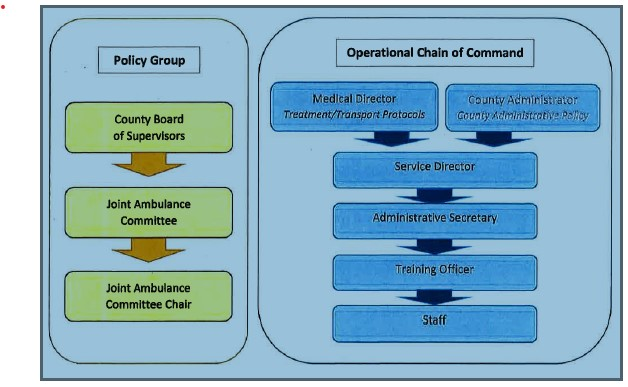 Policy Group
County Board
of Supervisors
Joint Ambulance
Committee
Joint Ambulance
Committee Chair
Operational Chain of Command
Medical Director
Treatment/Transport Protocols
County Administrator
County Administrative Policy
Service Director
Administrative Secretary
Training Officer
Staff